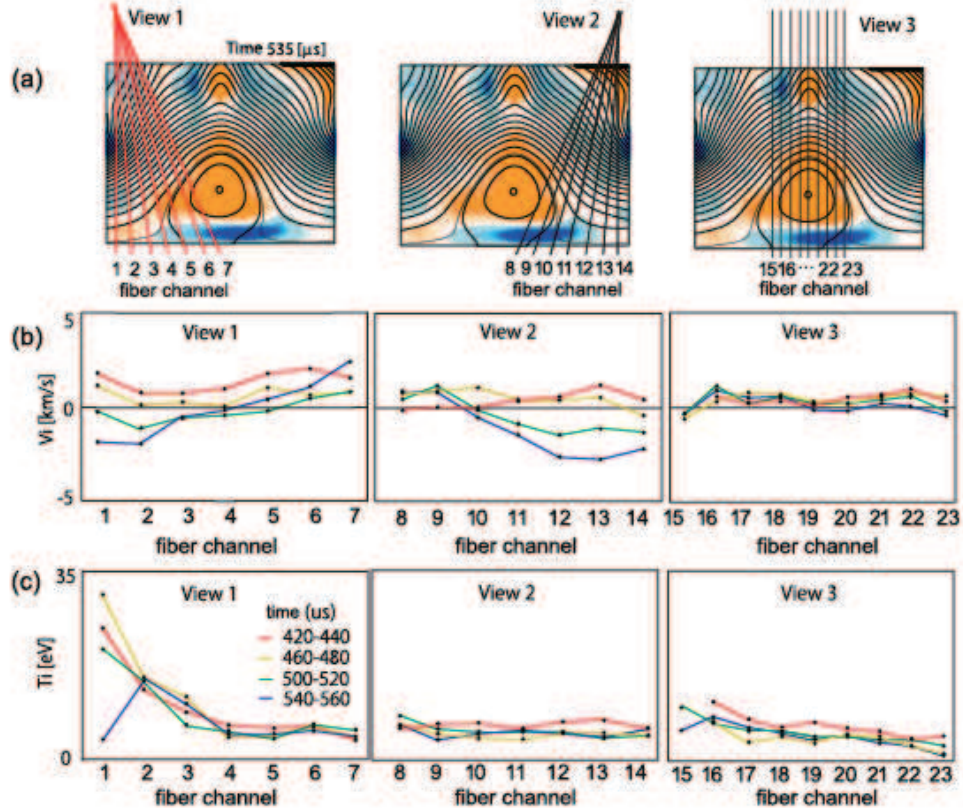 View 1
View 2
View 3
(a)
Time 535 [μs]
1 2 3 4 5 6 7
8 9 10 11 12 13 14
15 16 ... 22 23
fiber channel
fiber channel
fiber channel
(b)
5
View 1
View 2
View 3
Vi [km/s]
0
-5
1 2 3 4 5 6 7
8 9 10 11 12 13 14
15 16 17 18 19 20 21 22 23
fiber channel
fiber channel
fiber channel
(c)
35
View 1
View 2
View 3
time (us)
420-440
460-480
500-520
540-560
Ti [eV]
0
1 2 3 4 5 6 7
8 9 10 11 12 13 14
15 16 17 18 19 20 21 22 23
fiber channel
fiber channel
fiber channel